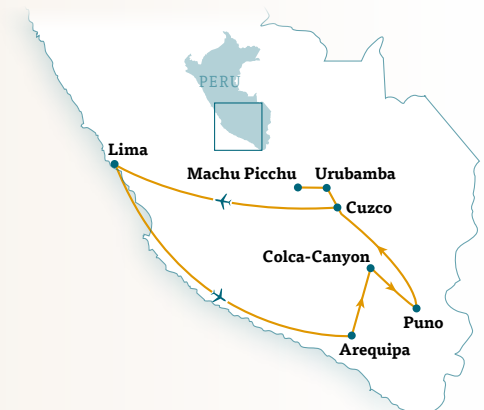 PERU
Lima
Machu Picchu
Urubamba
Cuzco
Colca-Canyon
Puno
Arequipa